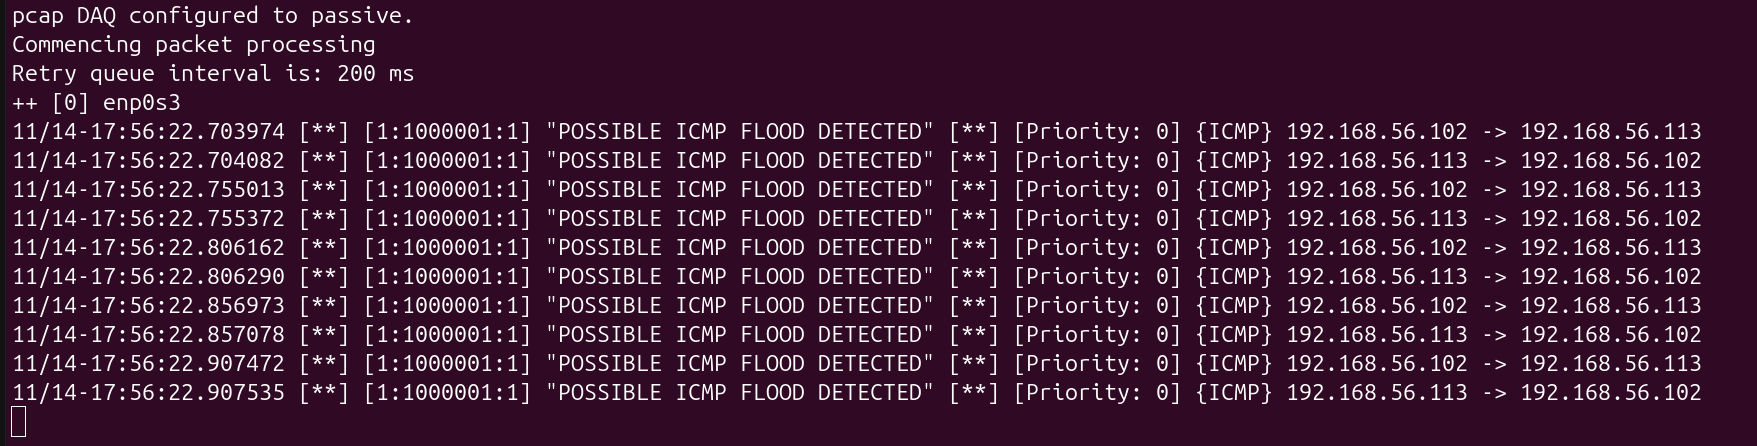 pcap DAQ configured to passive.
Commencing packet processing
Retry queue interval is: 200 ms
++ [0] enp0s3
11/14-17:56:22.703974 [**] [1:1000001:1] "POSSIBLE ICMP FLOOD DETECTED" [**] [Priority: 0] {ICMP} 192.168.56.102 -> 192.168.56.113
11/14-17:56:22.704082 [**] [1:1000001:1] "POSSIBLE ICMP FLOOD DETECTED" [**] [Priority: 0] {ICMP} 192.168.56.113 -> 192.168.56.102
11/14-17:56:22.755013 [**] [1:1000001:1] "POSSIBLE ICMP FLOOD DETECTED" [**] [Priority: 0] {ICMP} 192.168.56.102 -> 192.168.56.113
11/14-17:56:22.755372 [**] [1:1000001:1] "POSSIBLE ICMP FLOOD DETECTED" [**] [Priority: 0] {ICMP} 192.168.56.113 -> 192.168.56.102
11/14-17:56:22.806162 [**] [1:1000001:1] "POSSIBLE ICMP FLOOD DETECTED" [**] [Priority: 0] {ICMP} 192.168.56.102 -> 192.168.56.113
11/14-17:56:22.806290 [**] [1:1000001:1] "POSSIBLE ICMP FLOOD DETECTED" [**] [Priority: 0] {ICMP} 192.168.56.113 -> 192.168.56.102
11/14-17:56:22.856973 [**] [1:1000001:1] "POSSIBLE ICMP FLOOD DETECTED" [**] [Priority: 0] {ICMP} 192.168.56.102 -> 192.168.56.113
11/14-17:56:22.857078 [**] [1:1000001:1] "POSSIBLE ICMP FLOOD DETECTED" [**] [Priority: 0] {ICMP} 192.168.56.113 -> 192.168.56.102
11/14-17:56:22.907472 [**] [1:1000001:1] "POSSIBLE ICMP FLOOD DETECTED" [**] [Priority: 0] {ICMP} 192.168.56.102 -> 192.168.56.113
11/14-17:56:22.907535 [**] [1:1000001:1] "POSSIBLE ICMP FLOOD DETECTED" [**] [Priority: 0] {ICMP} 192.168.56.113 -> 192.168.56.102